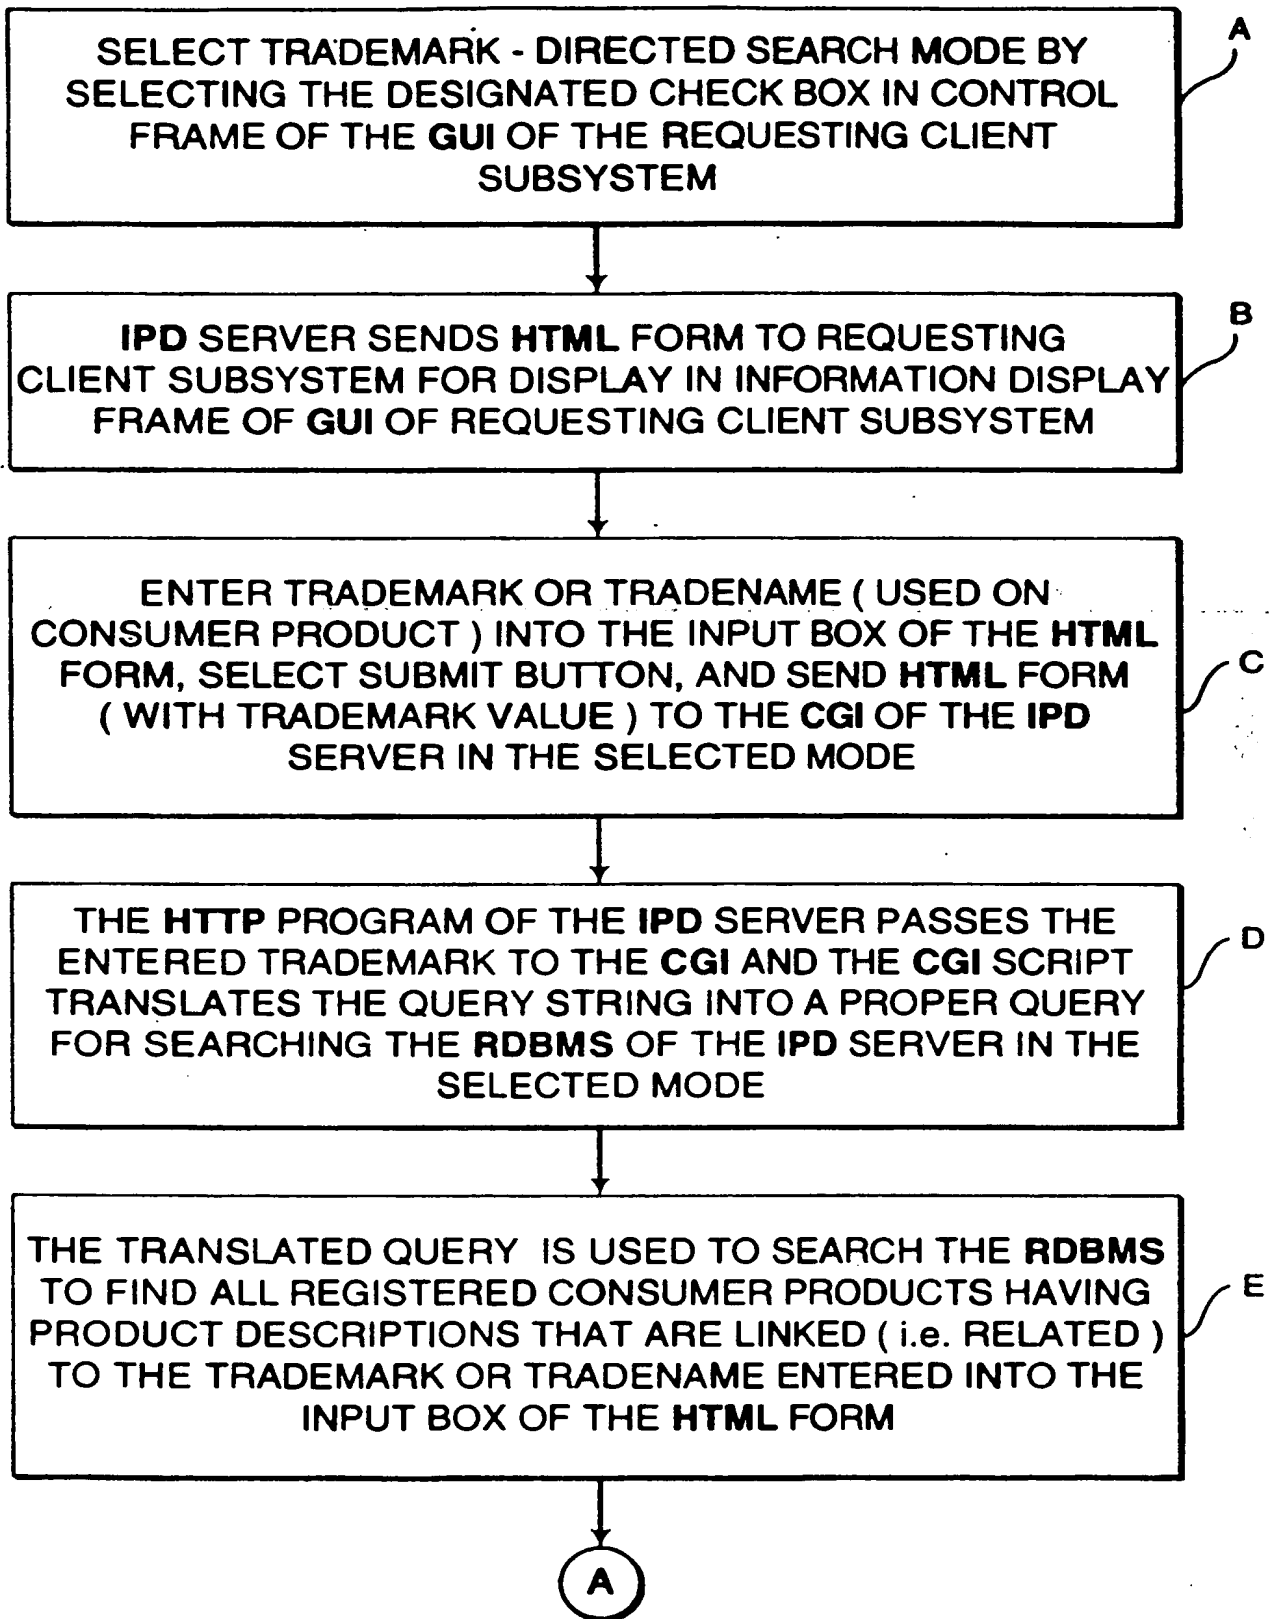 SELECT TRADEMARK - DIRECTED SEARCH MODE BY
SELECTING THE DESIGNATED CHECK BOX IN CONTROL
FRAME OF THE GUI OF THE REQUESTING CLIENT
SUBSYSTEM
A
IPD SERVER SENDS HTML FORM TO REQUESTING
CLIENT SUBSYSTEM FOR DISPLAY IN INFORMATION DISPLAY
FRAME OF GUI OF REQUESTING CLIENT SUBSYSTEM
B
ENTER TRADEMARK OR TRADENAME ( USED ON
CONSUMER PRODUCT ) INTO THE INPUT BOX OF THE HTML
FORM, SELECT SUBMIT BUTTON, AND SEND HTML FORM
( WITH TRADEMARK VALUE ) TO THE CGI OF THE IPD
SERVER IN THE SELECTED MODE
C
THE HTTP PROGRAM OF THE IPD SERVER PASSES THE
ENTERED TRADEMARK TO THE CGI AND THE CGI SCRIPT
TRANSLATES THE QUERY STRING INTO A PROPER QUERY
FOR SEARCHING THE RDBMS OF THE IPD SERVER IN THE
SELECTED MODE
D
THE TRANSLATED QUERY IS USED TO SEARCH THE RDBMS
TO FIND ALL REGISTERED CONSUMER PRODUCTS HAVING
PRODUCT DESCRIPTIONS THAT ARE LINKED ( i.e. RELATED )
TO THE TRADEMARK OR TRADENAME ENTERED INTO THE
INPUT BOX OF THE HTML FORM
E
A